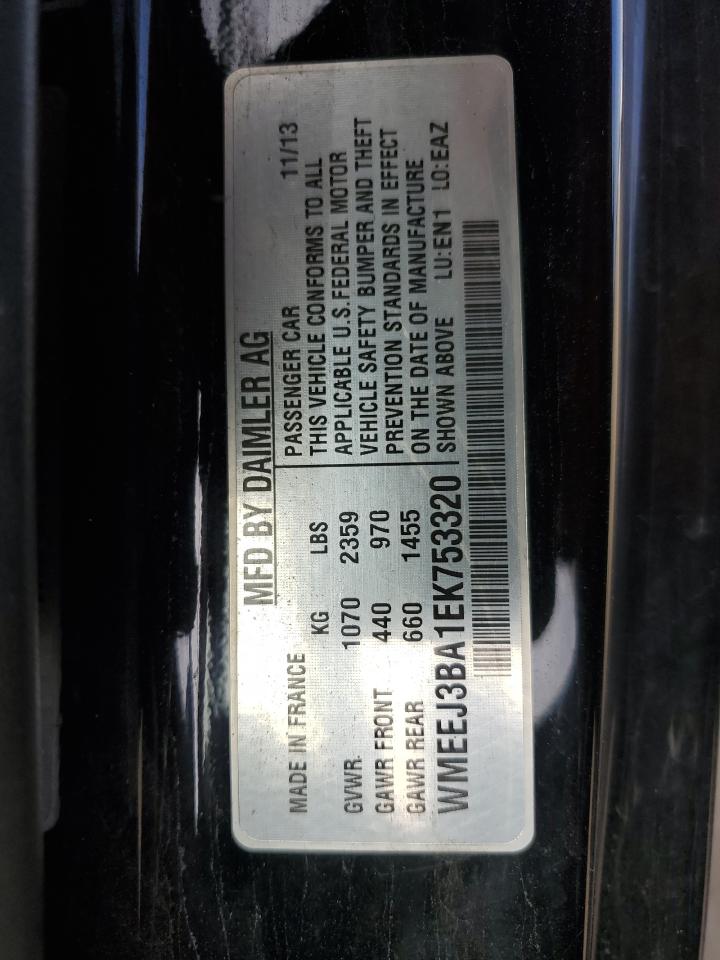 MFD BY DAIMLER AG
MADE IN FRANCE
KG LBS
GVWR. 1070 2359
GAWR FRONT 440 970
GAWR REAR 660 1455
PASSENGER CAR 11/13
THIS VEHICLE CONFORMS TO ALL
APPLICABLE U.S.FEDERAL MOTOR
VEHICLE SAFETY BUMPER AND THEFT
PREVENTION STANDARDS IN EFFECT
ON THE DATE OF MANUFACTURE
SHOWN ABOVE LU:EN1 LO:EAZ
WMEEJ3BA1EK753320